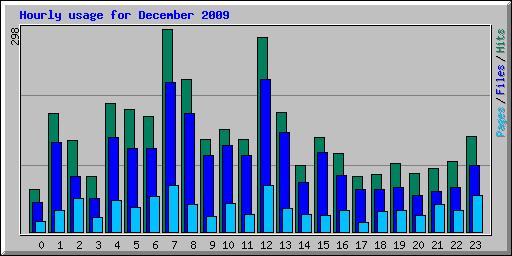 Hourly usage for December 2009
298
Pages / Files / Hits
0 1 2 3 4 5 6 7 8 9 10 11 12 13 14 15 16 17 18 19 20 21 22 23